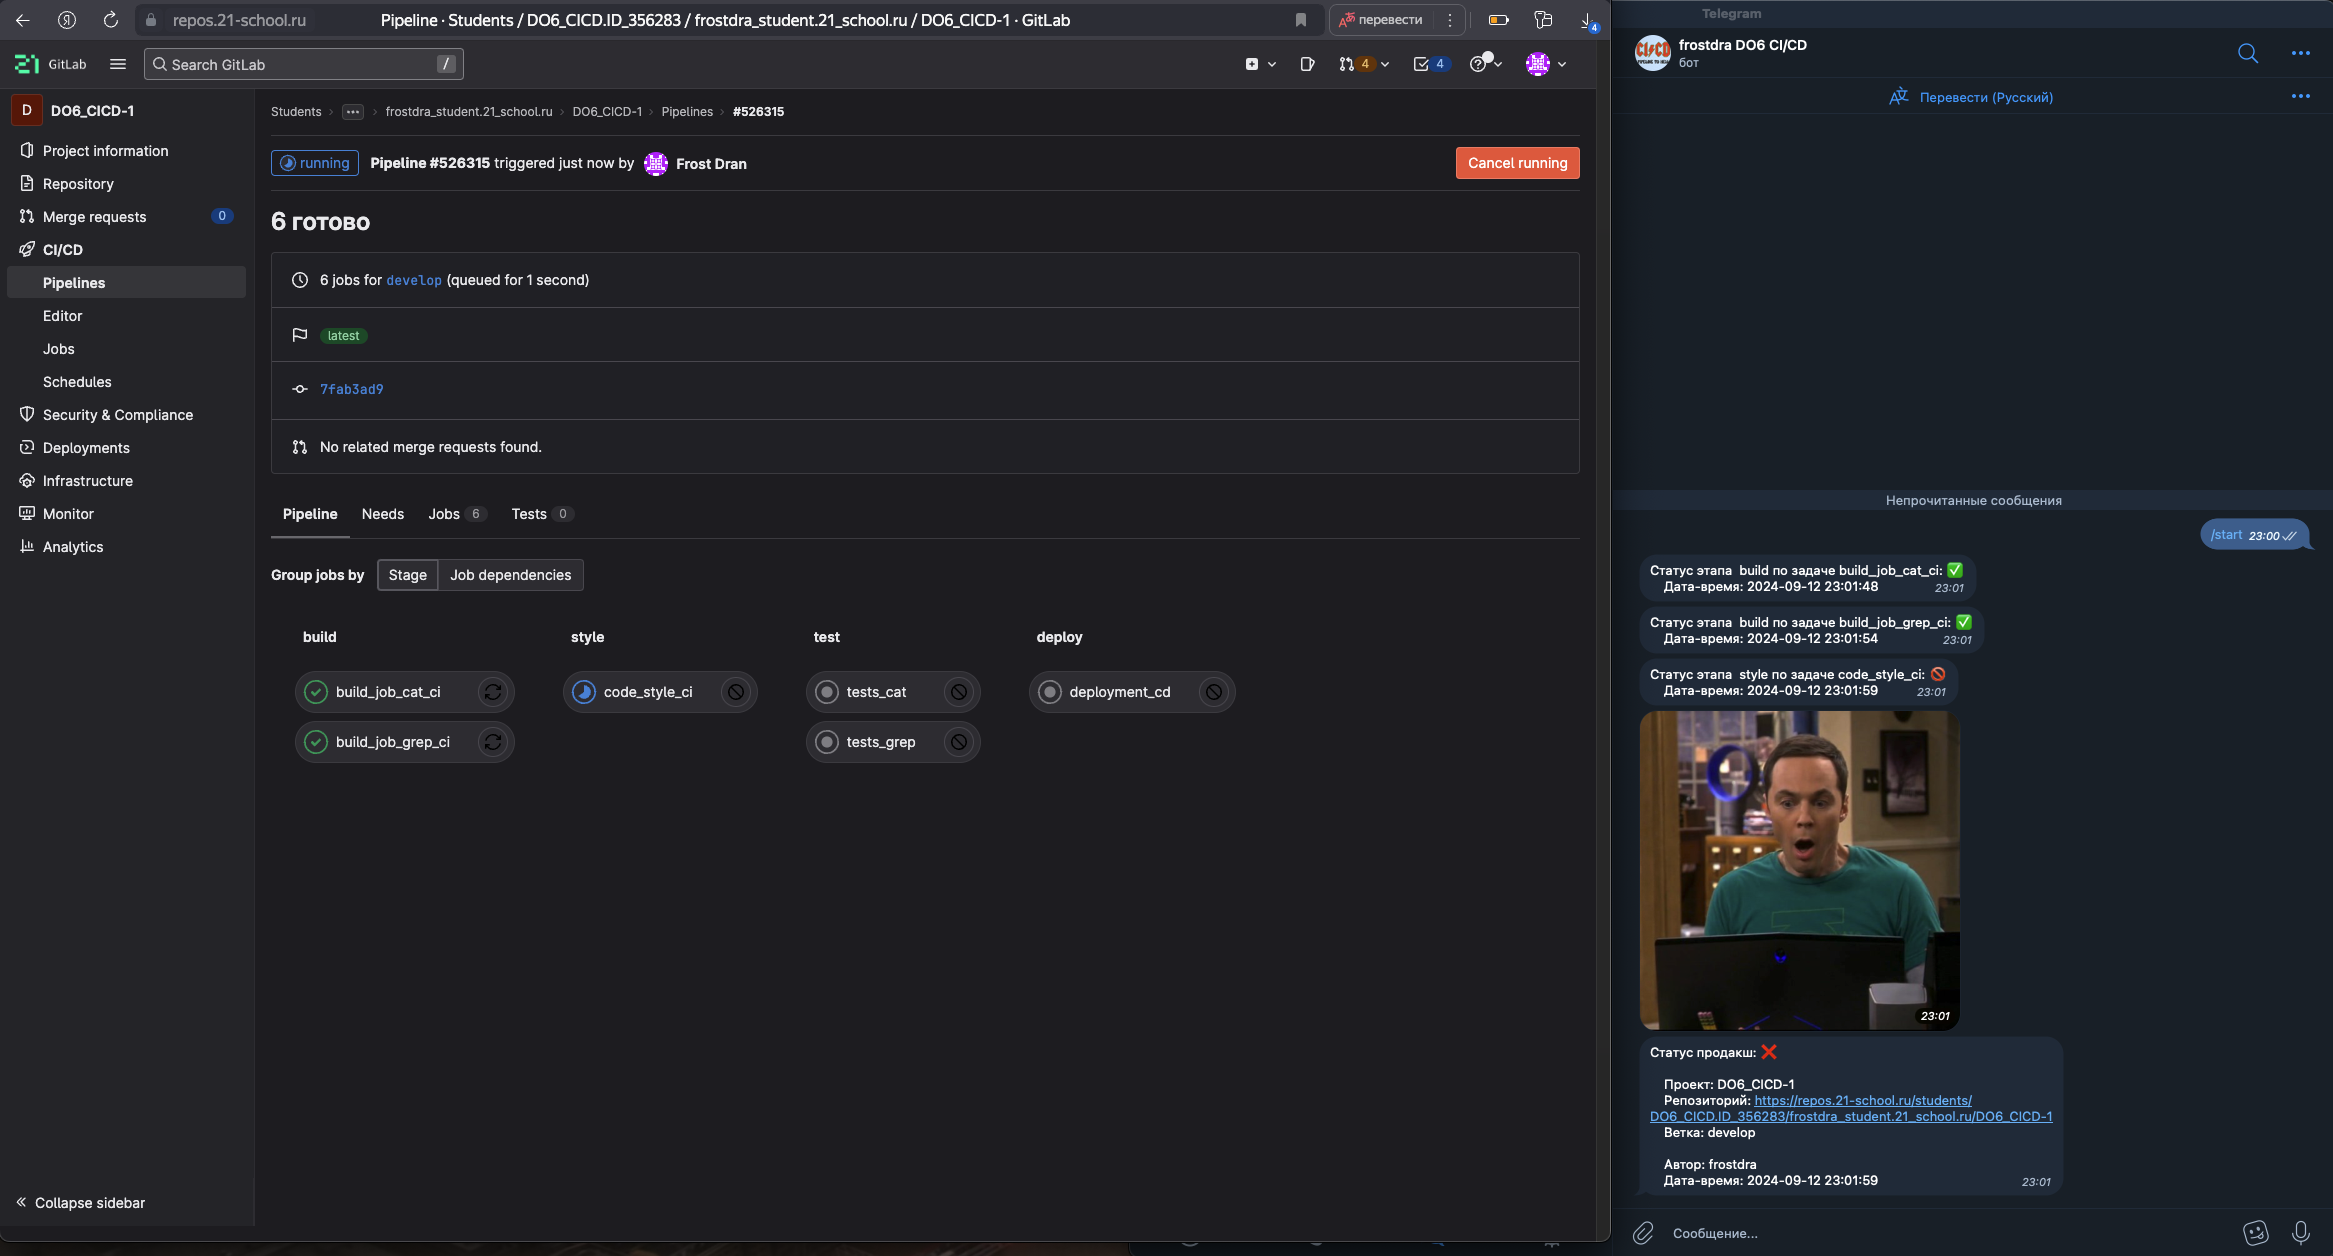 repos.21-school.ru
Pipeline · Students / DO6_CICD.ID_356283 / frostdra_student.21_school.ru / DO6_CICD-1 · GitLab
перевести
4
GitLab
Search GitLab
/
4
4
D
DO6_CICD-1
Project information
Repository
Merge requests
0
CI/CD
Pipelines
Editor
Jobs
Schedules
Security & Compliance
Deployments
Infrastructure
Monitor
Analytics
Collapse sidebar
Students › ••• › frostdra_student.21_school.ru › DO6_CICD-1 › Pipelines › #526315
running
Pipeline #526315 triggered just now by Frost Dran
Cancel running
6 готово
6 jobs for develop (queued for 1 second)
latest
7fab3ad9
No related merge requests found.
Pipeline
Needs
Jobs 6
Tests 0
Group jobs by
Stage
Job dependencies
build
build_job_cat_ci
build_job_grep_ci
style
code_style_ci
test
tests_cat
tests_grep
deploy
deployment_cd
Telegram
CI/CD
frostdra DO6 CI/CD
бот
Перевести (Русский)
Непрочитанные сообщения
/start 23:00
Статус этапа build по задаче build_job_cat_ci: ✅
Дата-время: 2024-09-12 23:01:48
23:01
Статус этапа build по задаче build_job_grep_ci: ✅
Дата-время: 2024-09-12 23:01:54
23:01
Статус этапа style по задаче code_style_ci: 🚫
Дата-время: 2024-09-12 23:01:59
23:01
23:01
Статус продакш: ❌
Проект: DO6_CICD-1
Репозиторий: https://repos.21-school.ru/students/
DO6_CICD.ID_356283/frostdra_student.21_school.ru/DO6_CICD-1
Ветка: develop
Автор: frostdra
Дата-время: 2024-09-12 23:01:59
23:01
Сообщение...